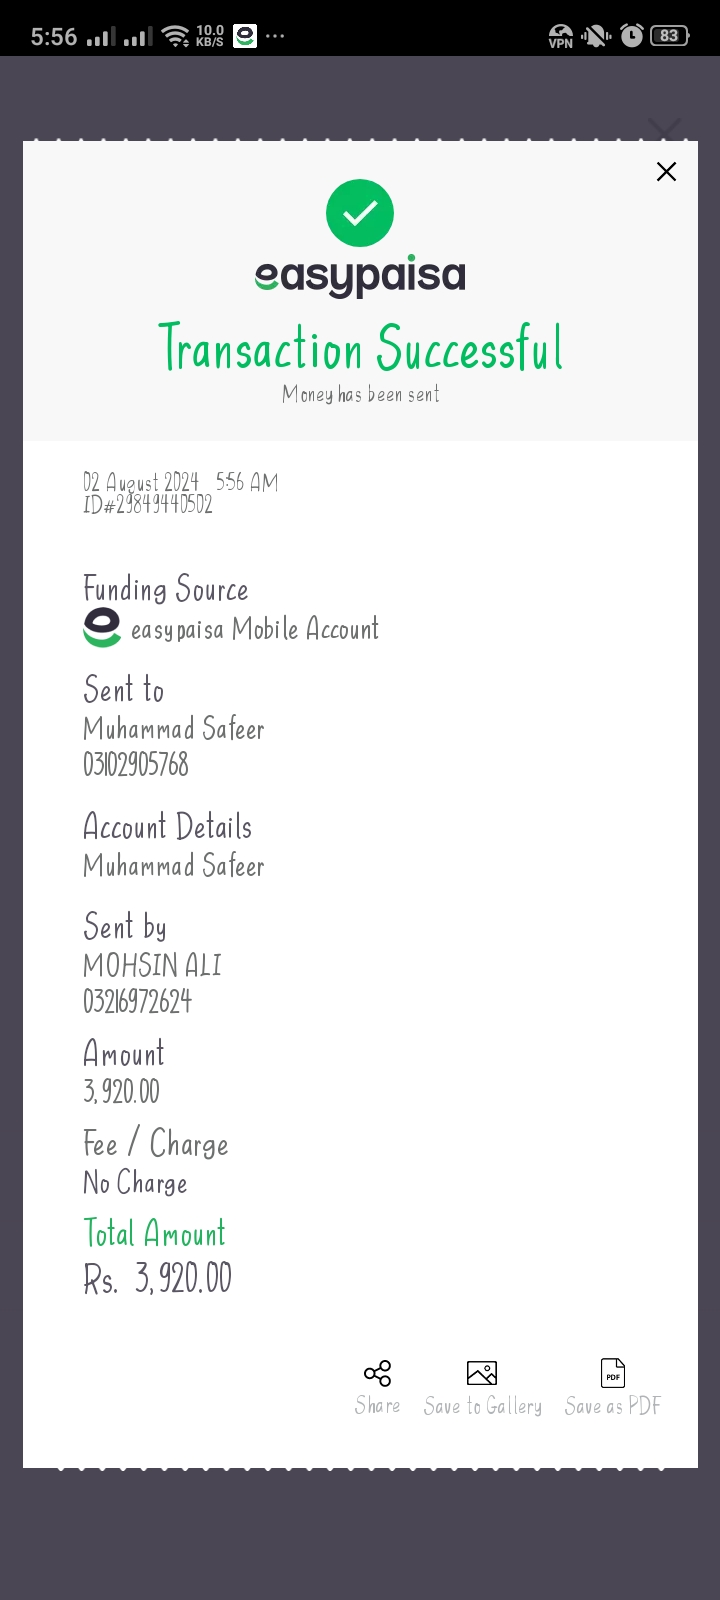 5:56 10.0 KB/S e ... VPN 83
easypaisa
Transaction Successful
Money has been sent
02 August 2024 5:56 AM
ID#29849440502
Funding Source
easypaisa Mobile Account
Sent to
Muhammad Safeer
03102905768
Account Details
Muhammad Safeer
Sent by
MOHSIN ALI
03216972624
Amount
3,920.00
Fee / Charge
No Charge
Total Amount
Rs. 3,920.00
PDF
Share Save to Gallery Save as PDF